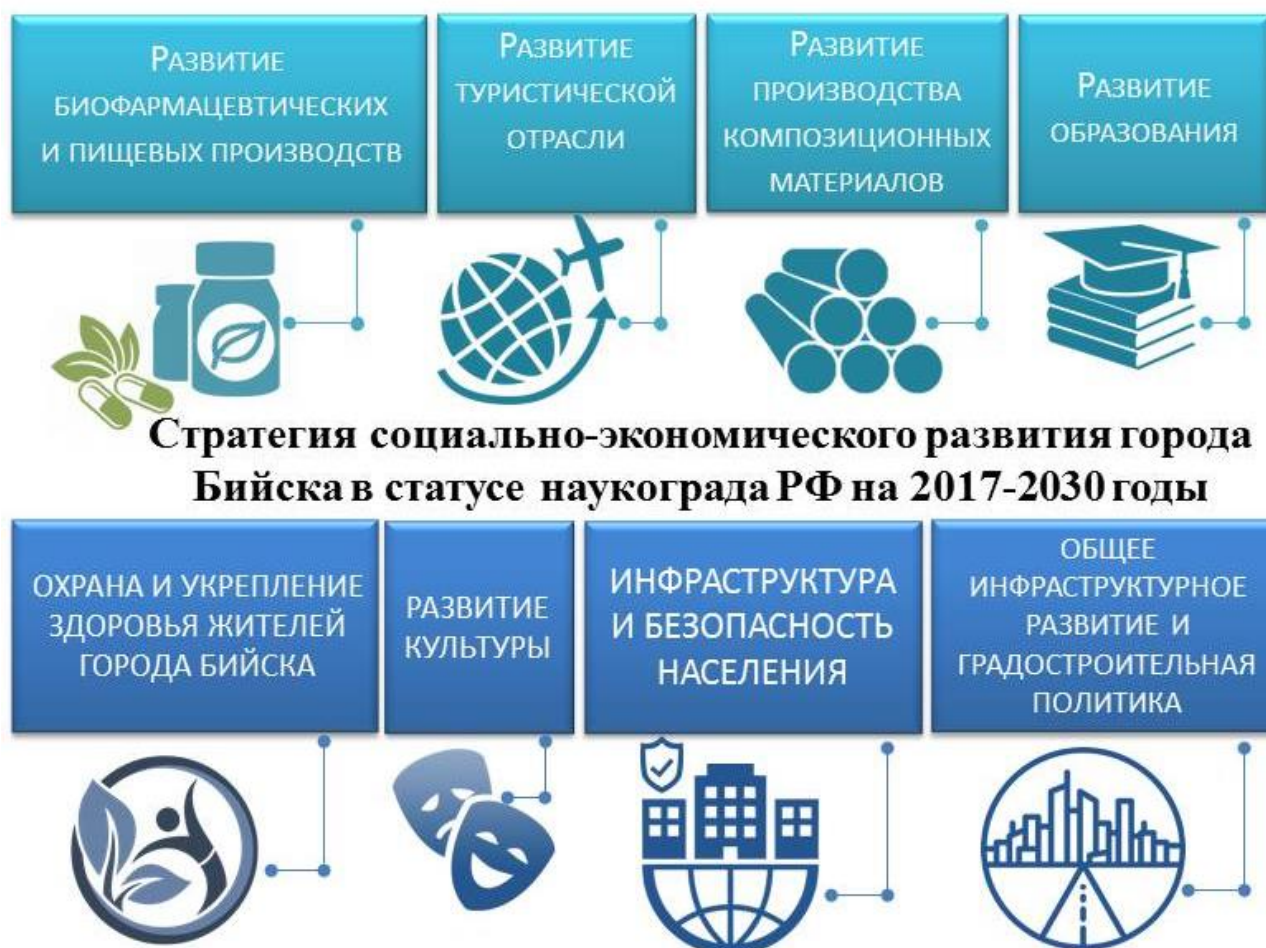 Развитие
биофармацевтических
и пищевых производств
Развитие
туристической
отрасли
Развитие
производства
композиционных
материалов
Развитие
образования
Стратегия социально-экономического развития города
Бийска в статусе наукограда РФ на 2017-2030 годы
ОХРАНА И УКРЕПЛЕНИЕ
ЗДОРОВЬЯ ЖИТЕЛЕЙ
ГОРОДА БИЙСКА
РАЗВИТИЕ
КУЛЬТУРЫ
ИНФРАСТРУКТУРА
И БЕЗОПАСНОСТЬ
НАСЕЛЕНИЯ
ОБЩЕЕ
ИНФРАСТРУКТУРНОЕ
РАЗВИТИЕ И
ГРАДОСТРОИТЕЛЬНАЯ
ПОЛИТИКА